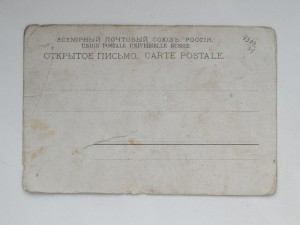 ВСЕМІРНЫЙ ПОЧТОВЫЙ СОЮЗЪ. РОССІЯ.
UNION POSTALE UNIVERSELLE RUSSIE.
ОТКРЫТОЕ ПИСЬМО. CARTE POSTALE.